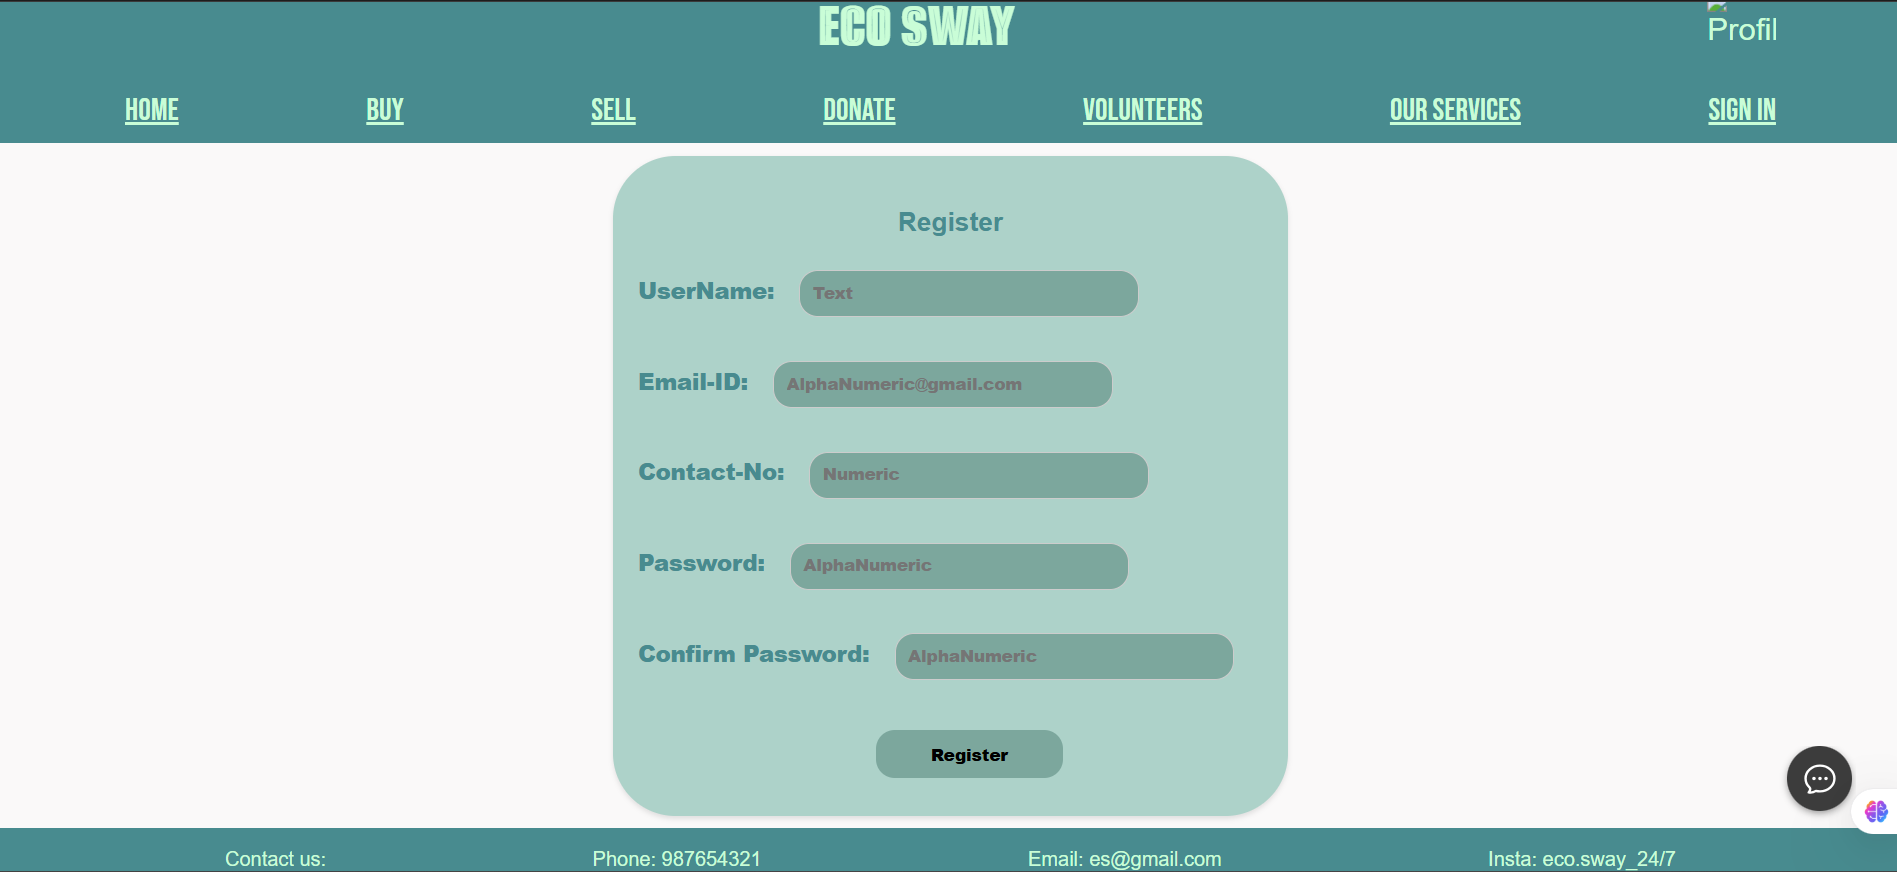 ECO SWAY
Profil
HOME BUY SELL DONATE VOLUNTEERS OUR SERVICES SIGN IN
Register
UserName: Text
Email-ID: AlphaNumeric@gmail.com
Contact-No: Numeric
Password: AlphaNumeric
Confirm Password: AlphaNumeric
Register
Contact us: Phone: 987654321 Email: es@gmail.com Insta: eco.sway_24/7